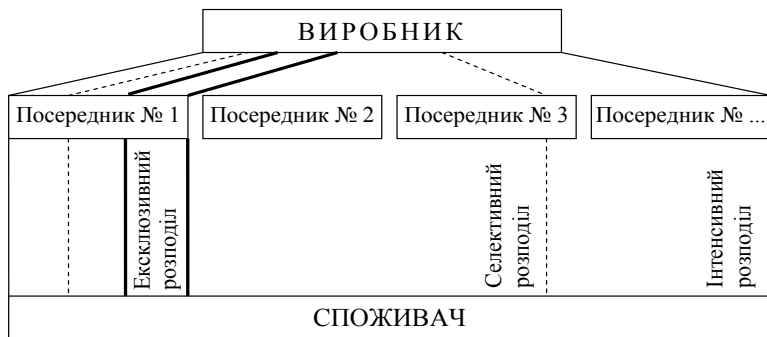 ВИРОБНИК
Посередник № 1
Посередник № 2
Посередник № 3
Посередник № ...
Ексклюзивний
розподіл
Селективний
розподіл
Інтенсивний
розподіл
СПОЖИВАЧ